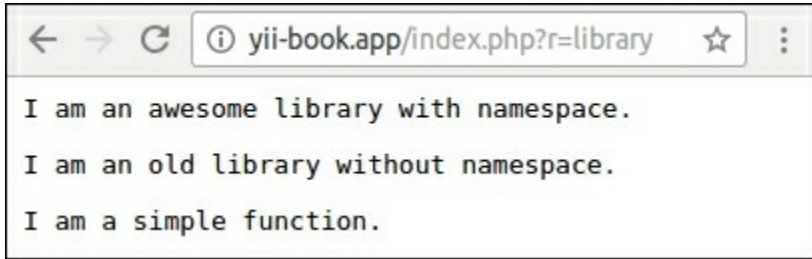 yii-book.app/index.php?r=library
I am an awesome library with namespace.
I am an old library without namespace.
I am a simple function.